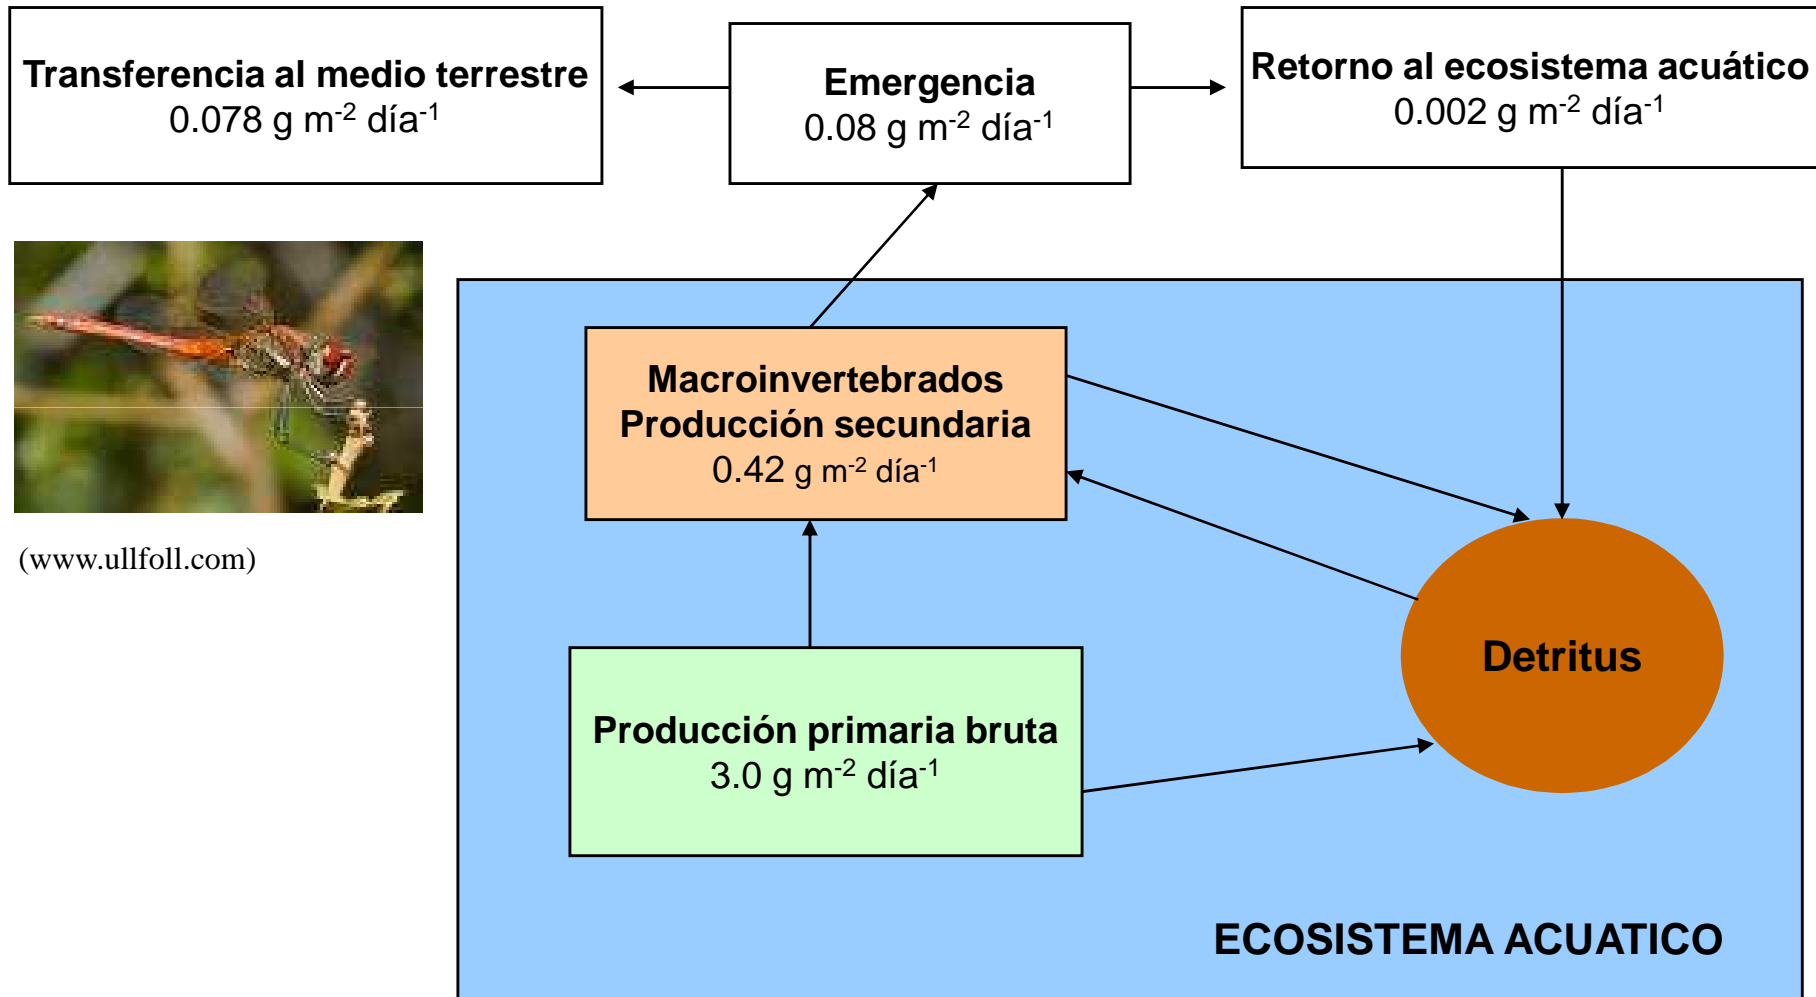 Transferencia al medio terrestre
0.078 g m-2 día-1
Emergencia
0.08 g m-2 día-1
Retorno al ecosistema acuático
0.002 g m-2 día-1
(www.ullfoll.com)
Macroinvertebrados
Producción secundaria
0.42 g m-2 día-1
Detritus
Producción primaria bruta
3.0 g m-2 día-1
ECOSISTEMA ACUATICO